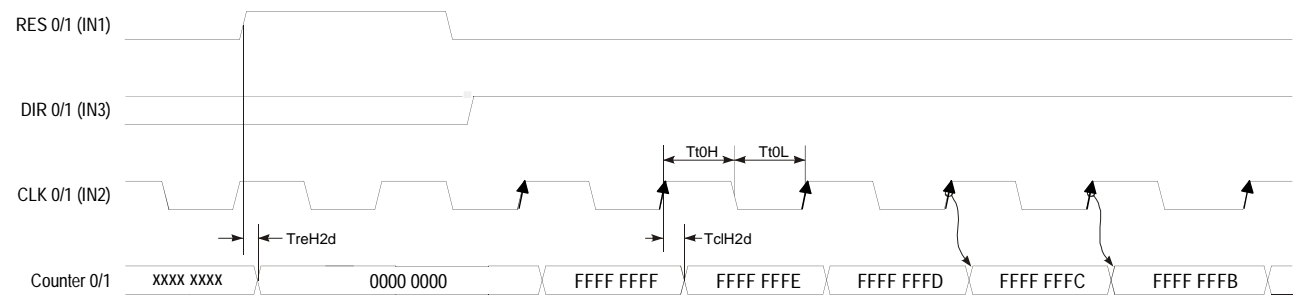 RES 0/1 (IN1)
DIR 0/1 (IN3)
Tt0H Tt0L
CLK 0/1 (IN2)
TreH2d TclH2d
Counter 0/1 XXXX XXXX 0000 0000 FFFF FFFF FFFF FFFE FFFF FFFD FFFF FFFC FFFF FFFB